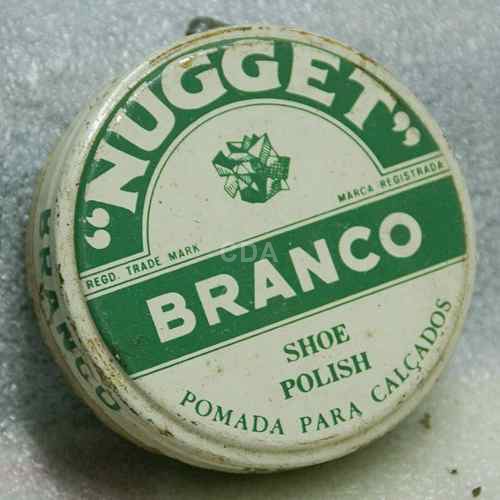 "NUGGET"
REGD. TRADE MARK
MARCA REGISTRADA
BRANCO
SHOE
POLISH
POMADA PARA CALÇADOS
BRANCO
CDA